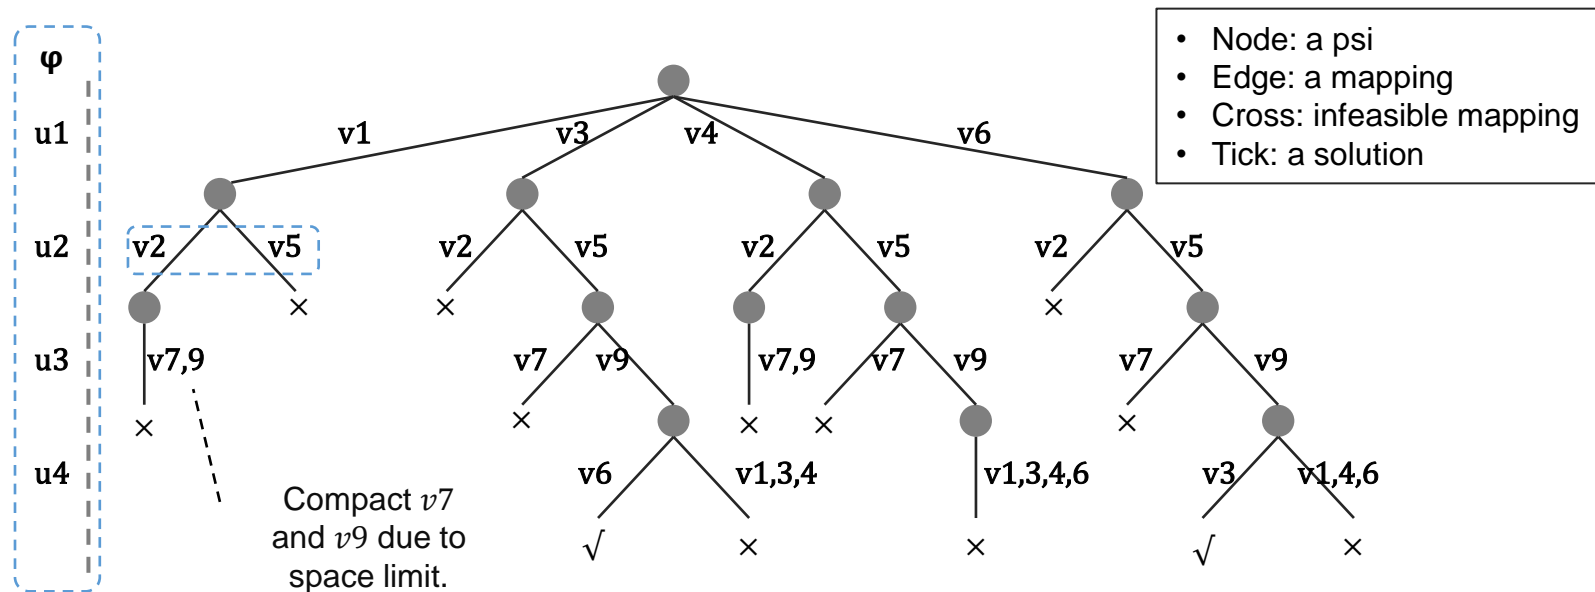 φ
• Node: a psi
• Edge: a mapping
• Cross: infeasible mapping
• Tick: a solution
u1 v1 v3 v4 v6
u2 v2 v5 v2 v5 v2 v5 v2 v5
× × ×
u3 v7,9 v7 v9 v7,9 v7 v9 v7 v9
× × × × ×
u4 v6 v1,3,4 v1,3,4,6 v3 v1,4,6
Compact v7
and v9 due to
space limit.
√ × × √ ×